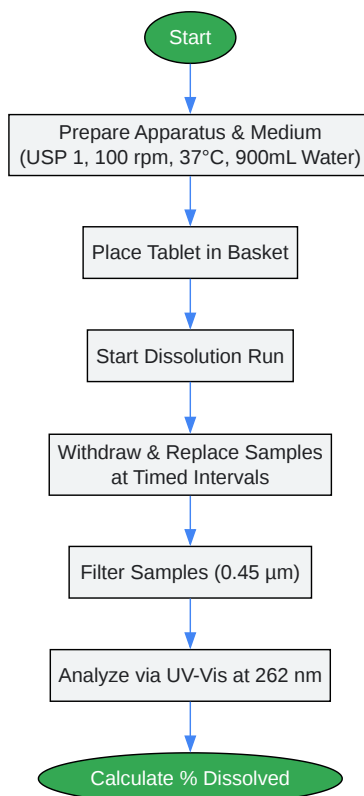 Start
Prepare Apparatus & Medium
(USP 1, 100 rpm, 37°C, 900mL Water)
Place Tablet in Basket
Start Dissolution Run
Withdraw & Replace Samples
at Timed Intervals
Filter Samples (0.45 µm)
Analyze via UV-Vis at 262 nm
Calculate % Dissolved